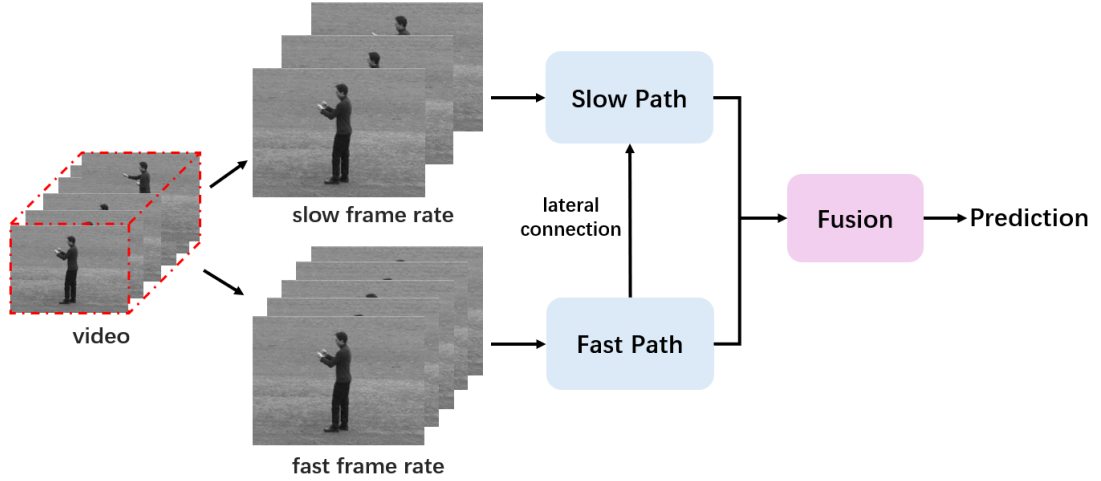 slow frame rate
video
fast frame rate
Slow Path
lateral
connection
Fast Path
Fusion
Prediction